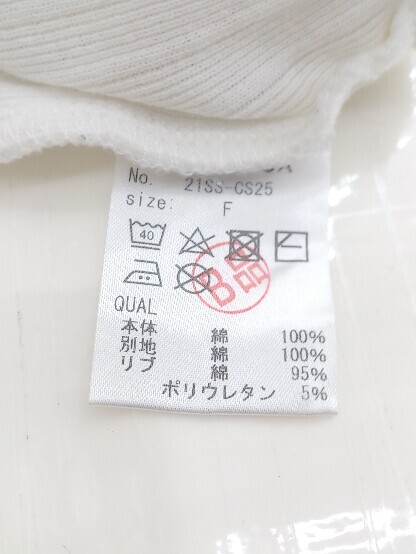 No. 21SS-CS25
size: F
40
B品
QUAL
本体 綿 100%
別地 綿 100%
リブ 綿 95%
ポリウレタン 5%